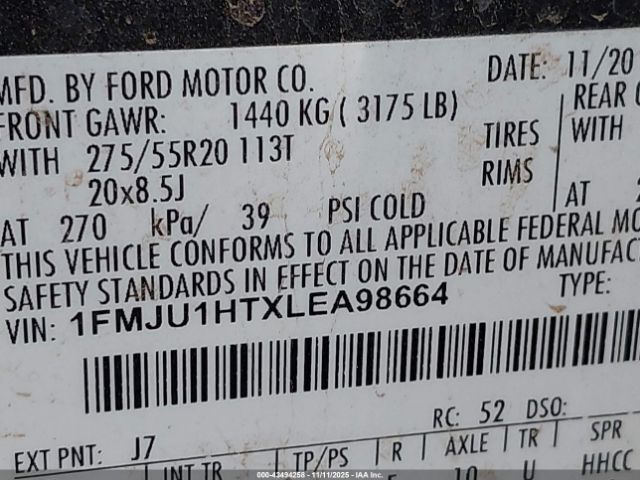 MFD. BY FORD MOTOR CO. DATE: 11/20
FRONT GAWR: 1440 KG ( 3175 LB) REAR
WITH 275/55R20 113T TIRES WITH
20x8.5J RIMS
AT 270 kPa/ 39 PSI COLD AT
THIS VEHICLE CONFORMS TO ALL APPLICABLE FEDERAL
SAFETY STANDARDS IN EFFECT ON THE DATE OF MANUFAC
VIN: 1FMJU1HTXLEA98664 TYPE:
RC: 52 DSO:
EXT PNT: J7
INT TR TP/PS R AXLE TR SPR
10 U HHCC
© IAA 43494258 - 11/11/2025 - IAAI.com